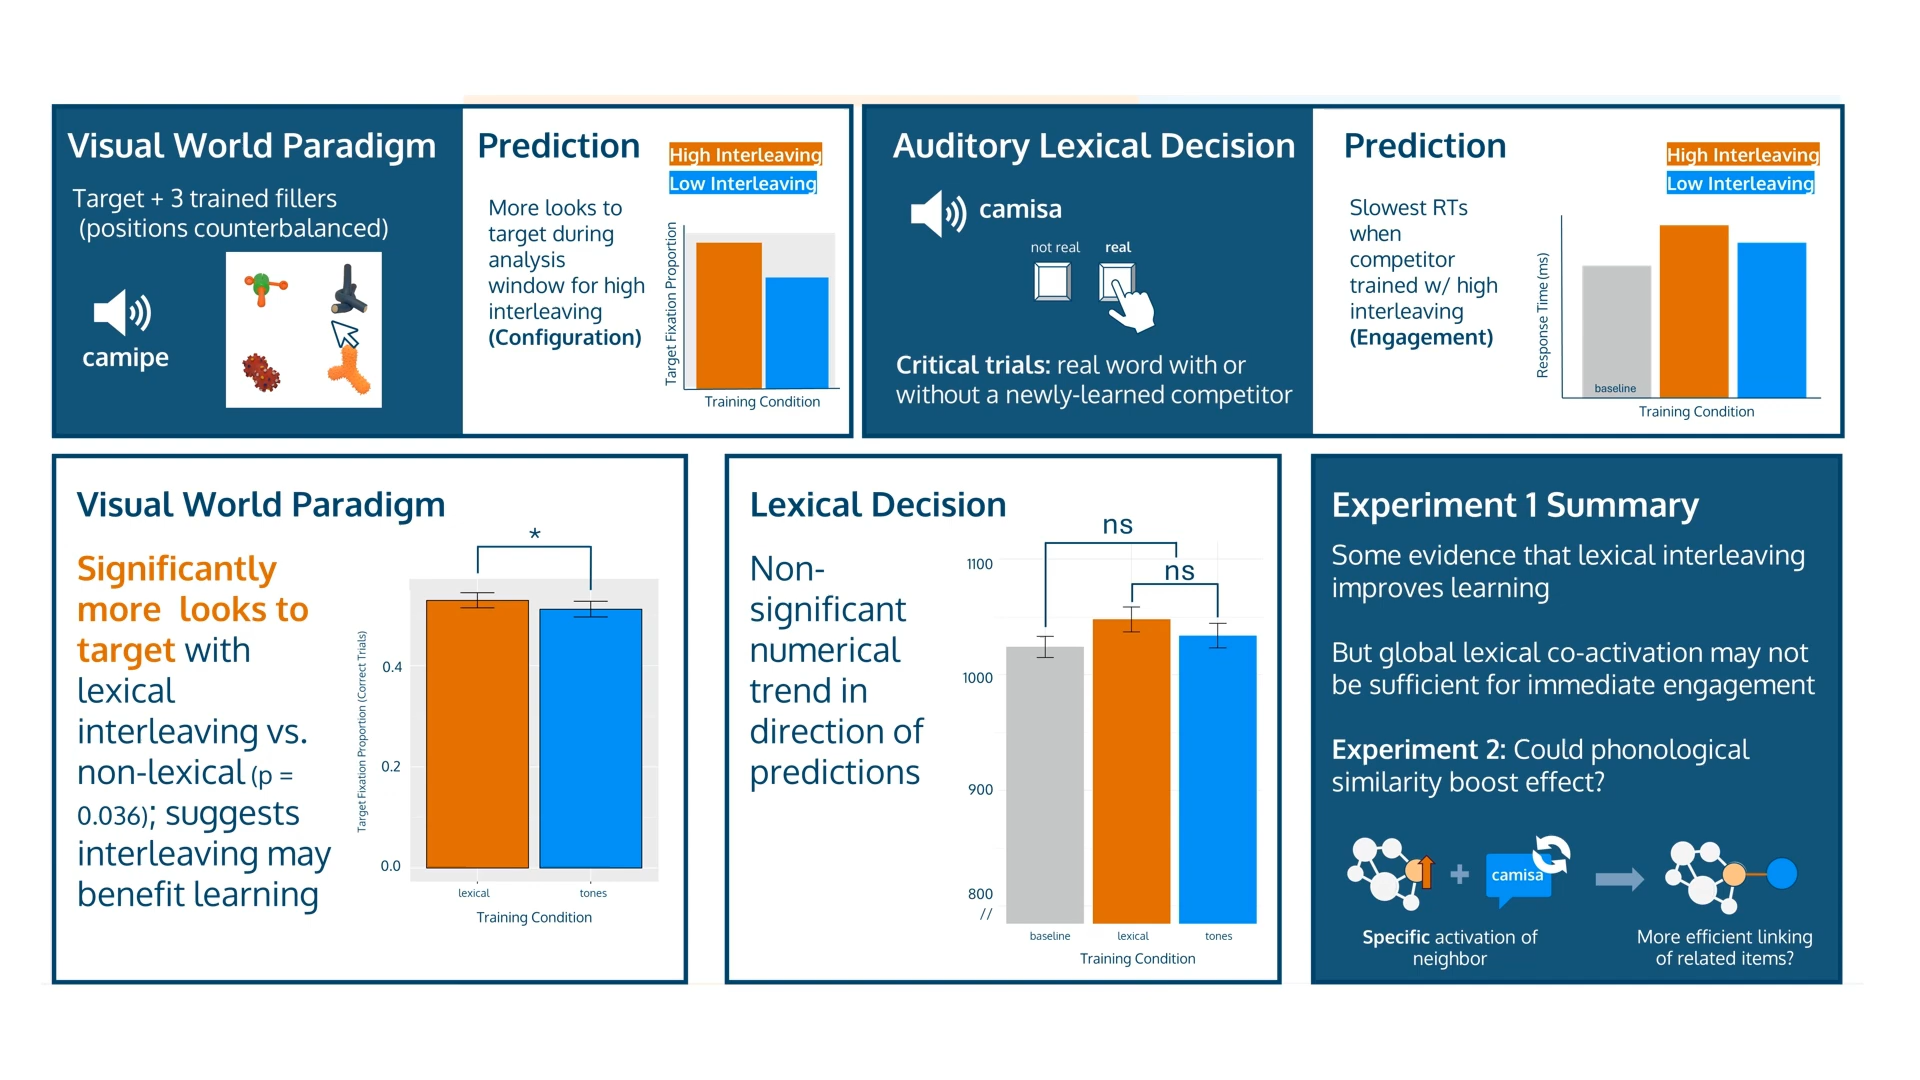 Visual World Paradigm
Target + 3 trained fillers
(positions counterbalanced)
camipe
Prediction
High Interleaving
Low Interleaving
More looks to
target during
analysis
window for high
interleaving
(Configuration)
Target Fixation Proportion
Training Condition
Auditory Lexical Decision
camisa
not real
real
Critical trials: real word with or
without a newly-learned competitor
Prediction
High Interleaving
Low Interleaving
Slowest RTs
when
competitor
trained w/ high
interleaving
(Engagement)
Response Time (ms)
baseline
Training Condition
Visual World Paradigm
Significantly
more looks to
target with
lexical
interleaving vs.
non-lexical (p =
0.036); suggests
interleaving may
benefit learning
*
Target Fixation Proportion (Correct Trials)
0.4
0.2
0.0
lexical
tones
Training Condition
Lexical Decision
Non-
significant
numerical
trend in
direction of
predictions
ns
ns
1100
1000
900
800
//
baseline
lexical
tones
Training Condition
Experiment 1 Summary
Some evidence that lexical interleaving
improves learning
But global lexical co-activation may not
be sufficient for immediate engagement
Experiment 2: Could phonological
similarity boost effect?
+
camisa
Specific activation of
neighbor
More efficient linking
of related items?